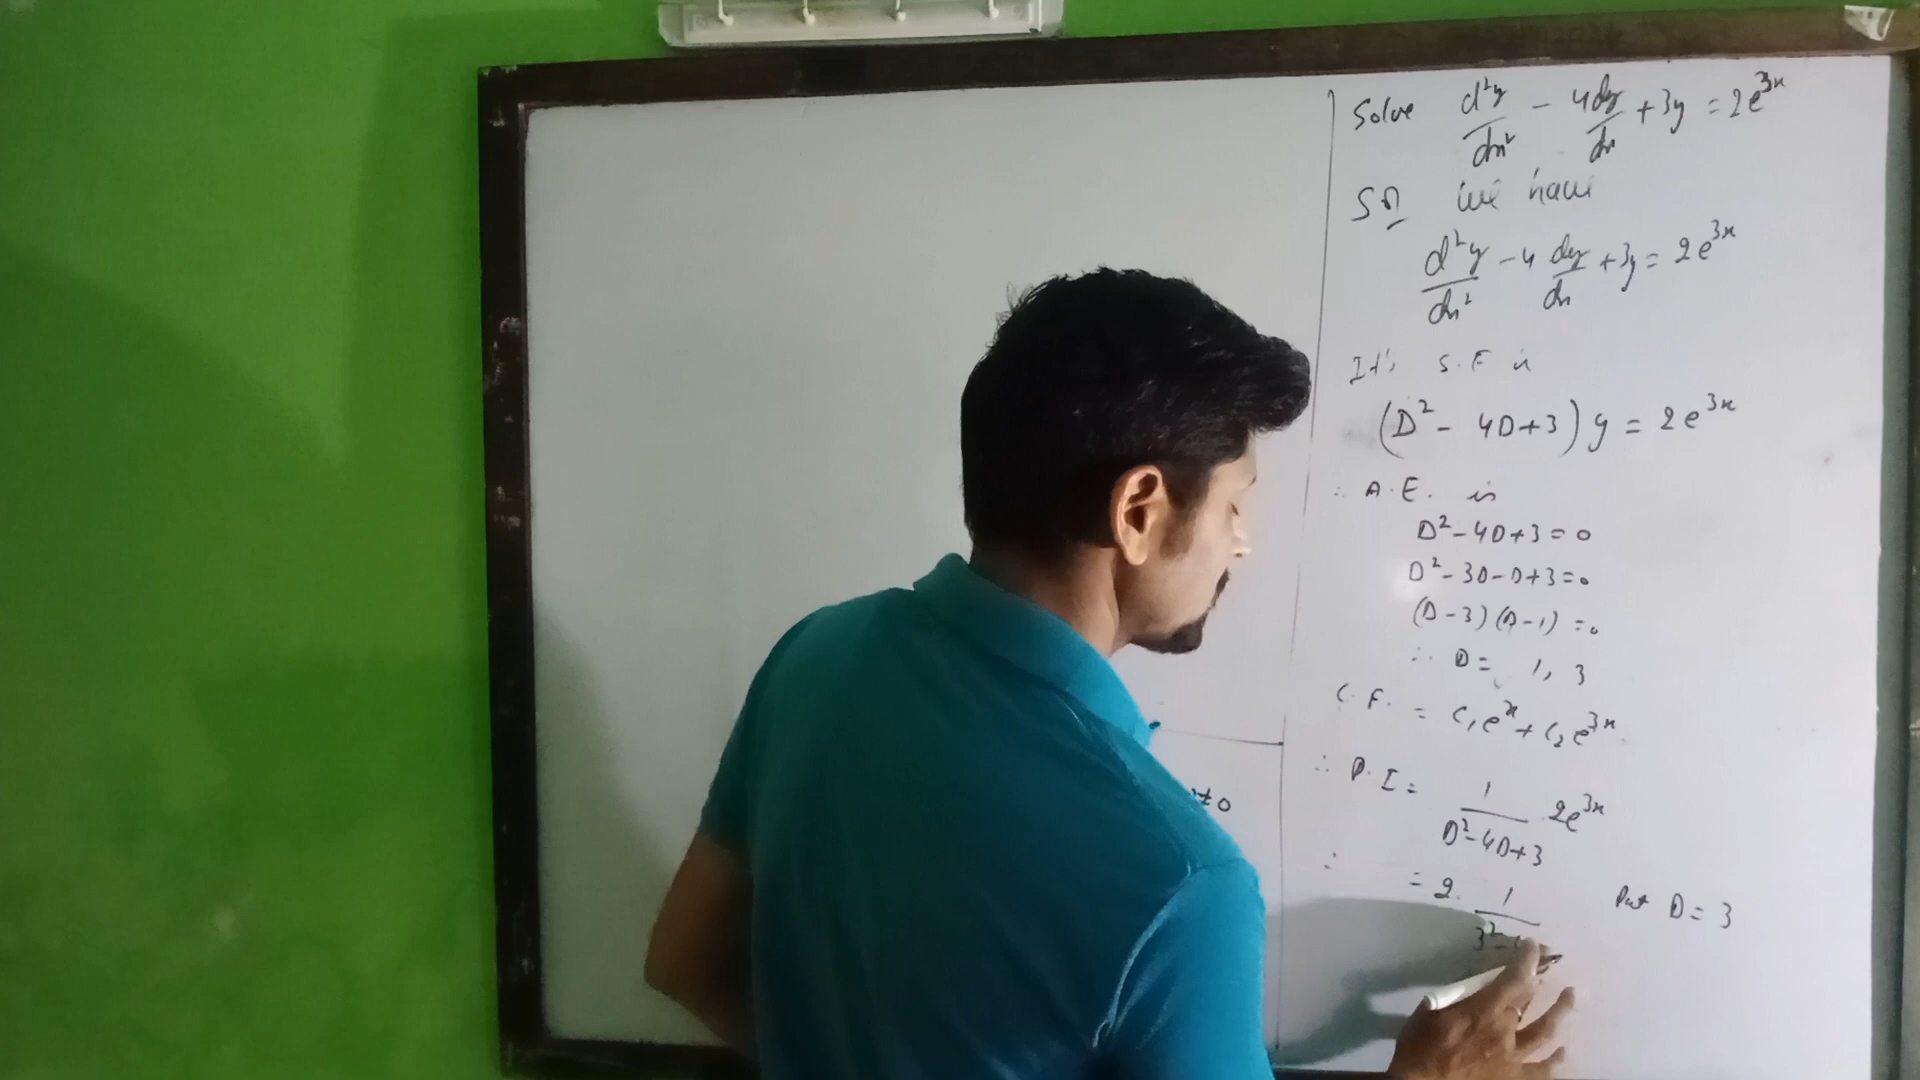 Solve d²y/dx² - 4dy/dx + 3y = 2e^3x
Soln we have
d²y/dx² - 4 dy/dx + 3y = 2e^3x
It's S.F is
(D² - 4D+3) y = 2e^3x
∴ A.E. is
D² - 4D+3 = 0
D² - 3D - D+3 = 0
(D-3) (D-1) = 0
∴ D = 1, 3
C.F. = C₁e^x + C₂e^3x
∴ P.I = 1/(D²-4D+3) . 2e^3x
≠ 0
∴ = 2. 1/3² - Put D = 3